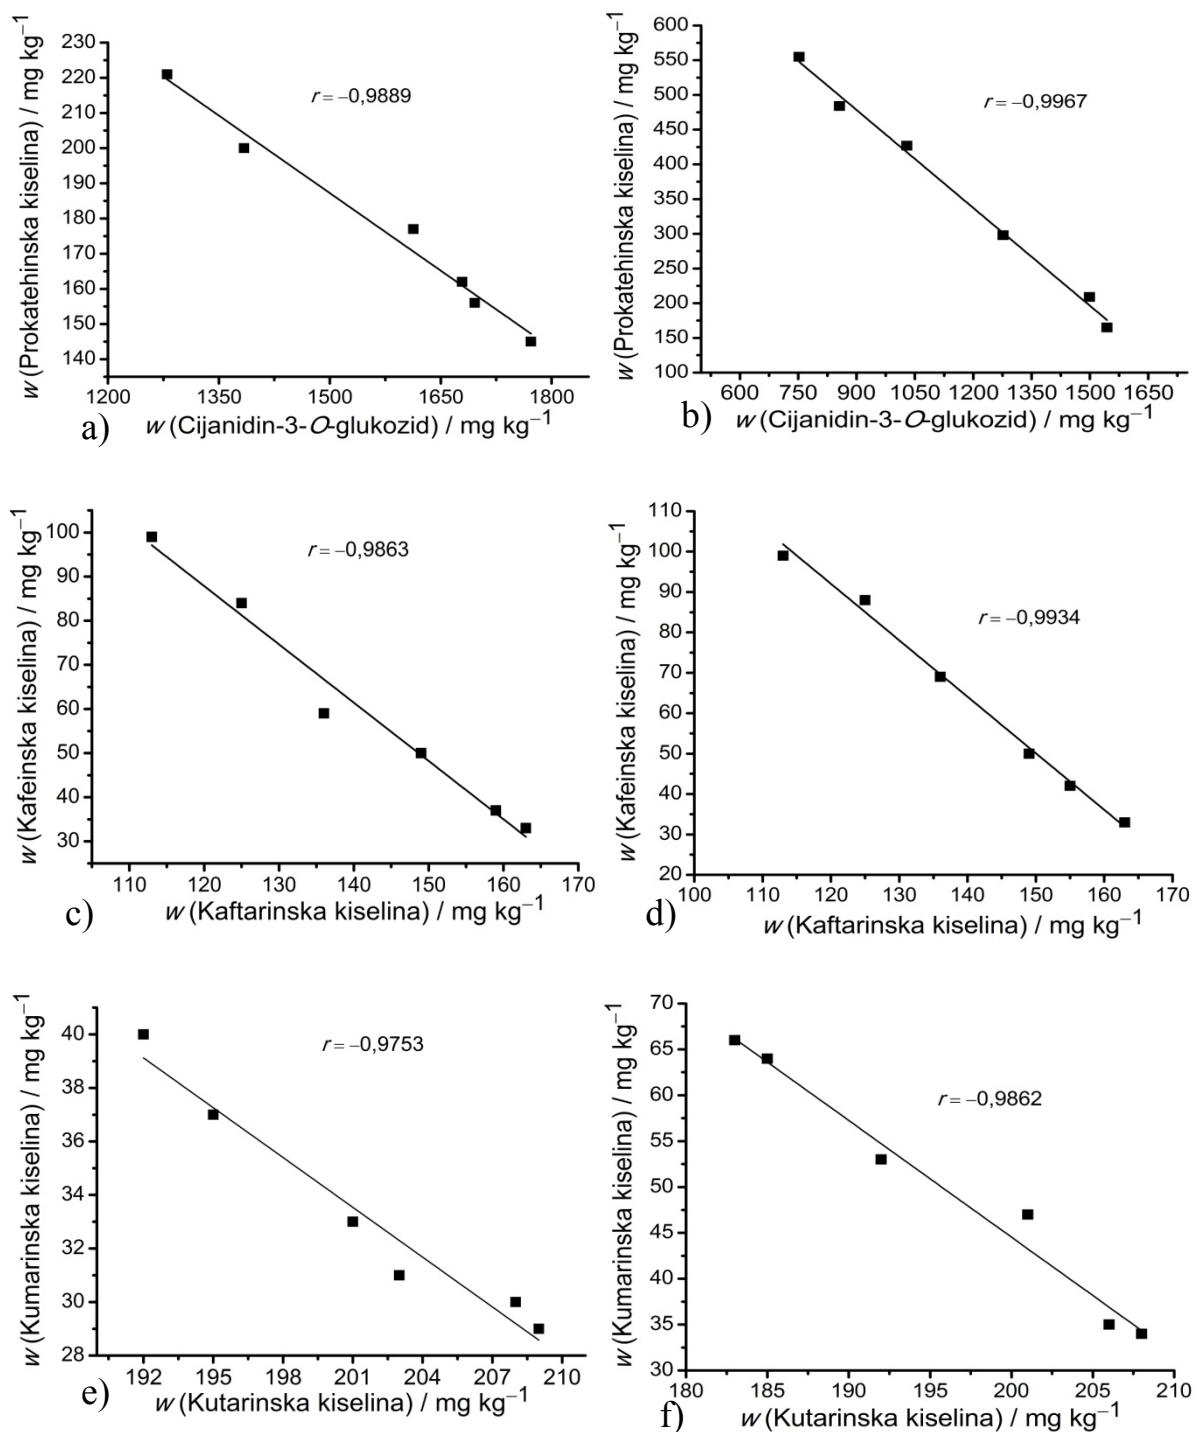 w (Prokatehinska kiselina) / mg kg⁻¹
230
220
210
200
190
180
170
160
150
140
r = –0,9889
1200 1350 1500 1650 1800
a) w (Cijanidin-3-O-glukozid) / mg kg⁻¹
w (Prokatehinska kiselina) / mg kg⁻¹
600
550
500
450
400
350
300
250
200
150
100
r = –0,9967
600 750 900 1050 1200 1350 1500 1650
b) w (Cijanidin-3-O-glukozid) / mg kg⁻¹
w (Kafeinska kiselina) / mg kg⁻¹
100
90
80
70
60
50
40
30
r = –0,9863
110 120 130 140 150 160 170
c) w (Kaftarinska kiselina) / mg kg⁻¹
w (Kafeinska kiselina) / mg kg⁻¹
110
100
90
80
70
60
50
40
30
20
r = –0,9934
100 110 120 130 140 150 160 170
d) w (Kaftarinska kiselina) / mg kg⁻¹
w (Kumarinska kiselina) / mg kg⁻¹
40
38
36
34
32
30
28
r = –0,9753
192 195 198 201 204 207 210
e) w (Kutarinska kiselina) / mg kg⁻¹
w (Kumarinska kiselina) / mg kg⁻¹
70
65
60
55
50
45
40
35
30
r = –0,9862
180 185 190 195 200 205 210
f) w (Kutarinska kiselina) / mg kg⁻¹